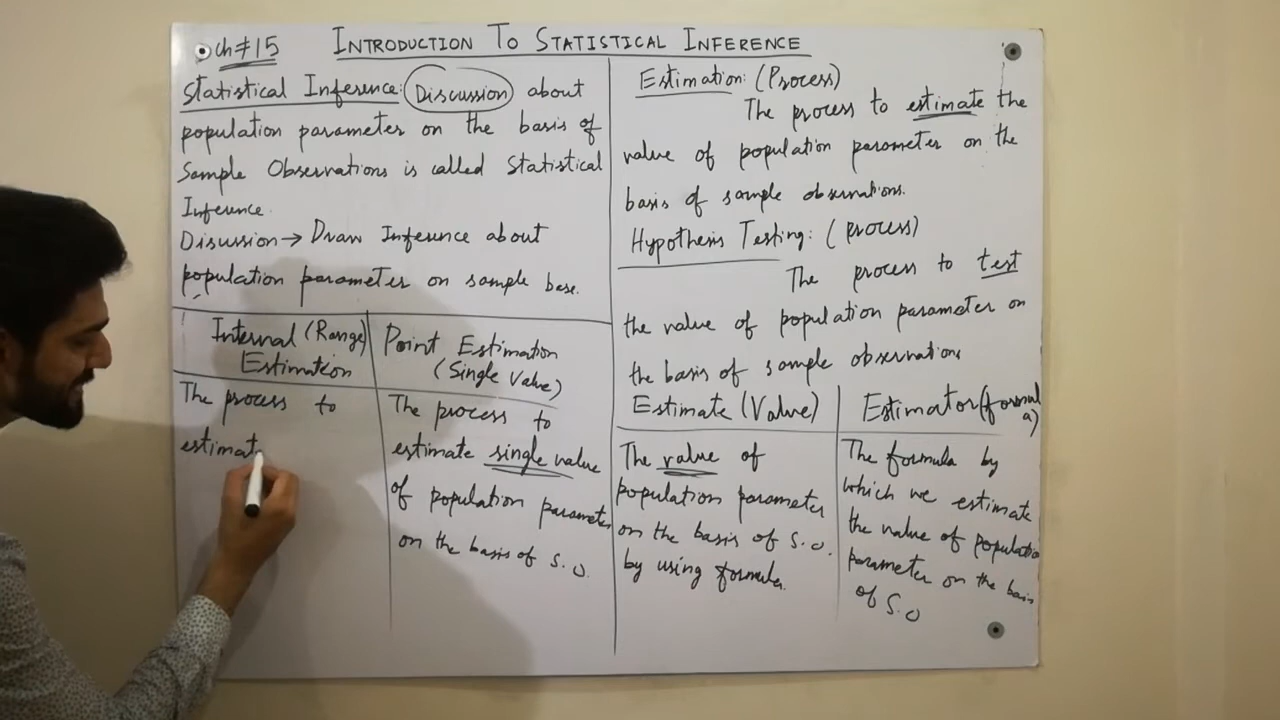 Ch#15 INTRODUCTION TO STATISTICAL INFERENCE
Statistical Inference: Discussion about
population parameter on the basis of
Sample Observations is called Statistical
Inference.
Disussion → Draw Inference about
population parameter on sample base.
Estimation: (Process)
The process to estimate the
value of population parameter on the
basis of sample observations.
Hypothesis Testing: (process)
The process to test
the value of population parameter on
the basis of sample observations
Interval (Range)
Estimation
The process to
estimat
Point Estimation
(Single Value)
The process to
estimate single value
of population parameter
on the basis of S.O.
Estimate (Value)
The value of
population parameter
on the basis of S.O.
by using formula.
Estimator (formul
a)
The formula by
which we estimate
the value of population
parameter on the basis
of S.O